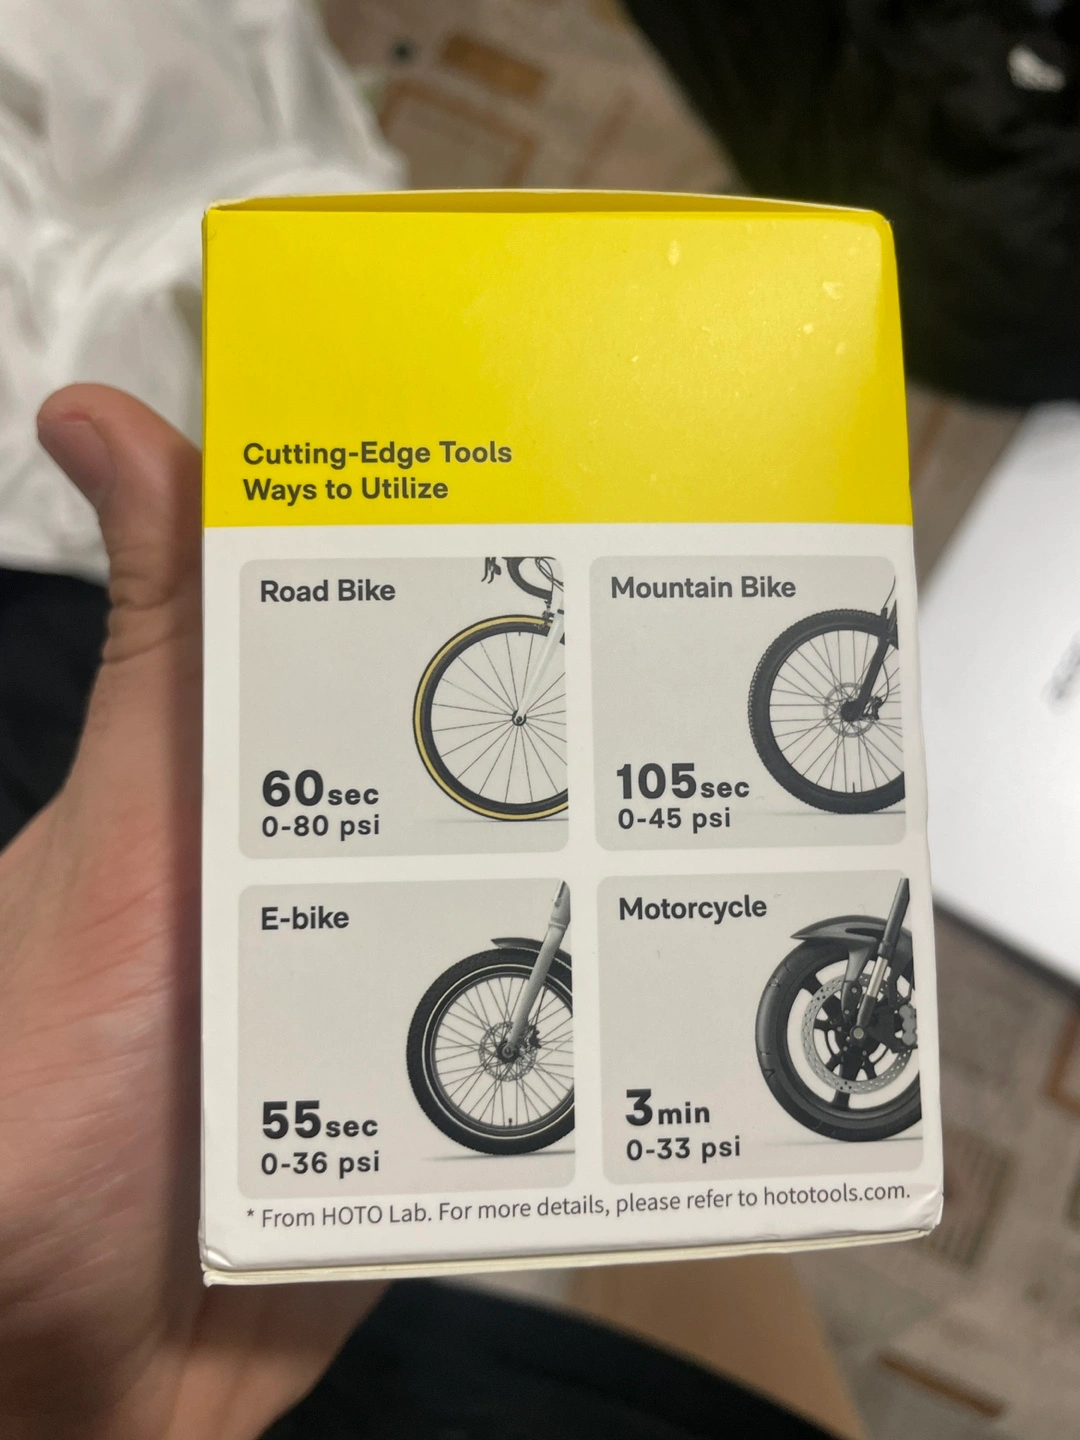 Cutting-Edge Tools
Ways to Utilize
Road Bike
60sec
0-80 psi
Mountain Bike
105sec
0-45 psi
E-bike
55sec
0-36 psi
Motorcycle
3min
0-33 psi
* From HOTO Lab. For more details, please refer to hototools.com.